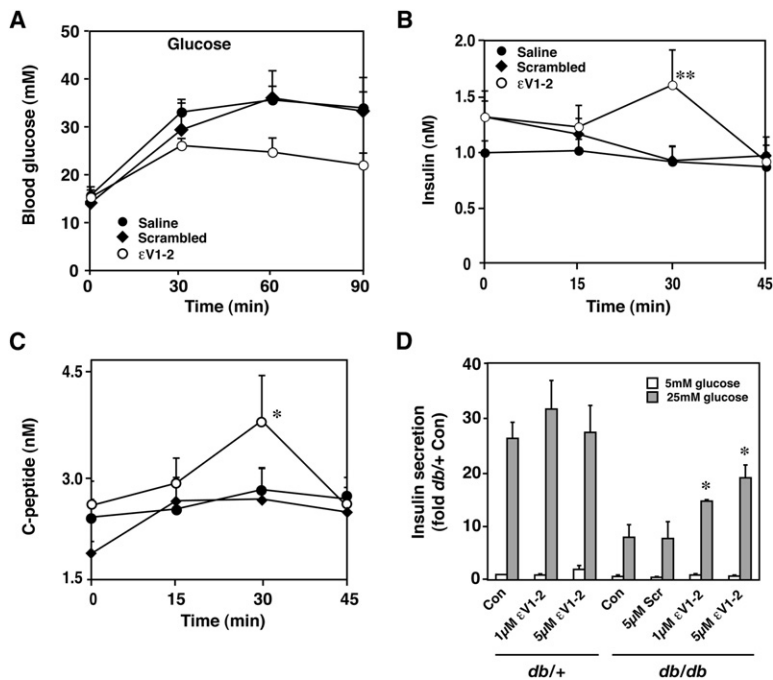 A
Glucose
Blood glucose (mM)
50
40
30
20
10
0
Saline
Scrambled
εV1-2
0 30 60 90
Time (min)
B
Insulin (nM)
2.0
1.5
1.0
0.5
0
Saline
Scrambled
εV1-2
**
0 15 30 45
Time (min)
C
C-peptide (nM)
4.5
3.0
1.5
*
0 15 30 45
Time (min)
D
Insulin secretion
(fold db/+ Con)
40
30
20
10
0
5mM glucose
25mM glucose
* *
Con 1µM εV1-2 5µM εV1-2 Con 5µM Scr 1µM εV1-2 5µM εV1-2
db/+ db/db